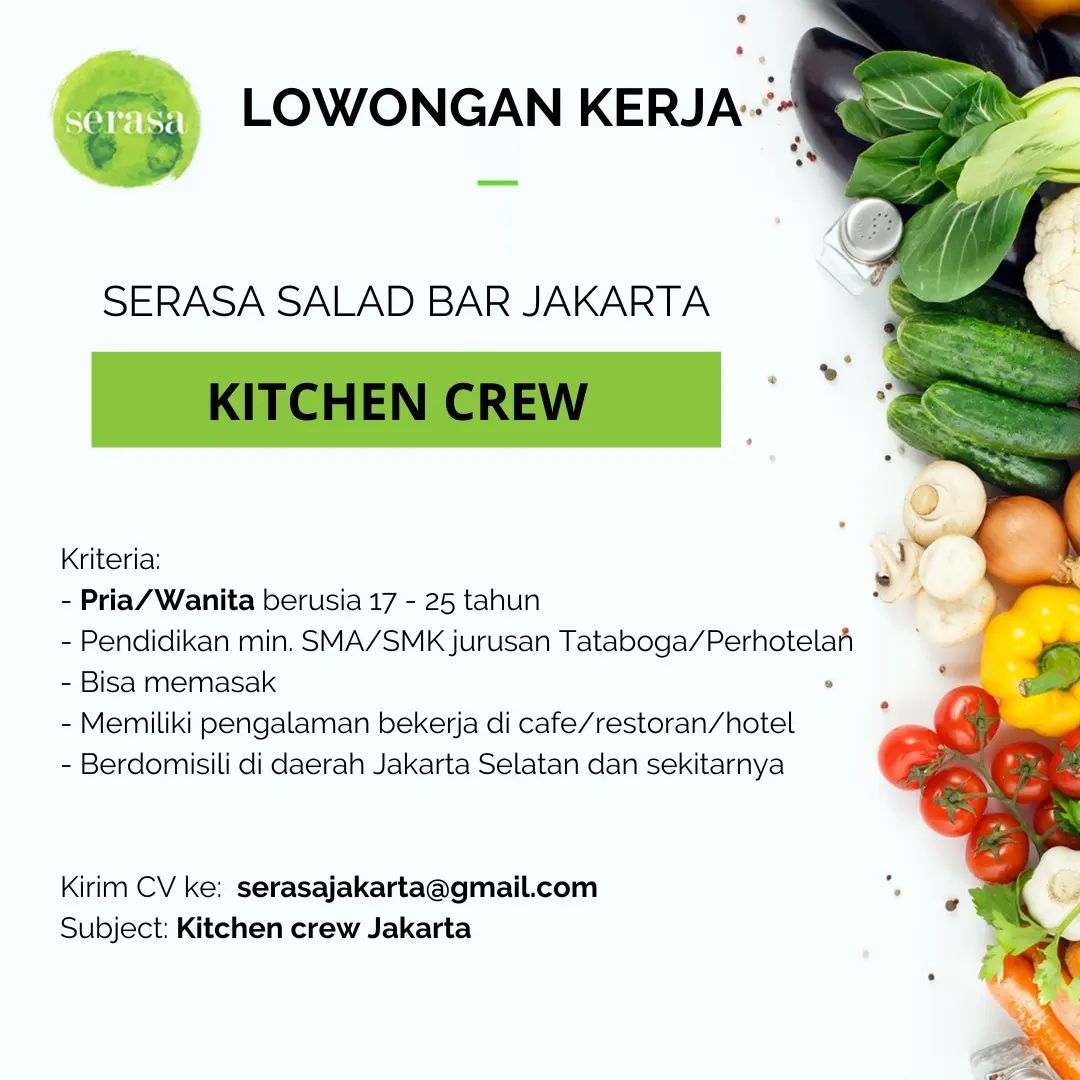 serasa
LOWONGAN KERJA
SERASA SALAD BAR JAKARTA
KITCHEN CREW
Kriteria:
- Pria/Wanita berusia 17 - 25 tahun
- Pendidikan min. SMA/SMK jurusan Tataboga/Perhotelan
- Bisa memasak
- Memiliki pengalaman bekerja di cafe/restoran/hotel
- Berdomisili di daerah Jakarta Selatan dan sekitarnya
Kirim CV ke: serasajakarta@gmail.com
Subject: Kitchen crew Jakarta